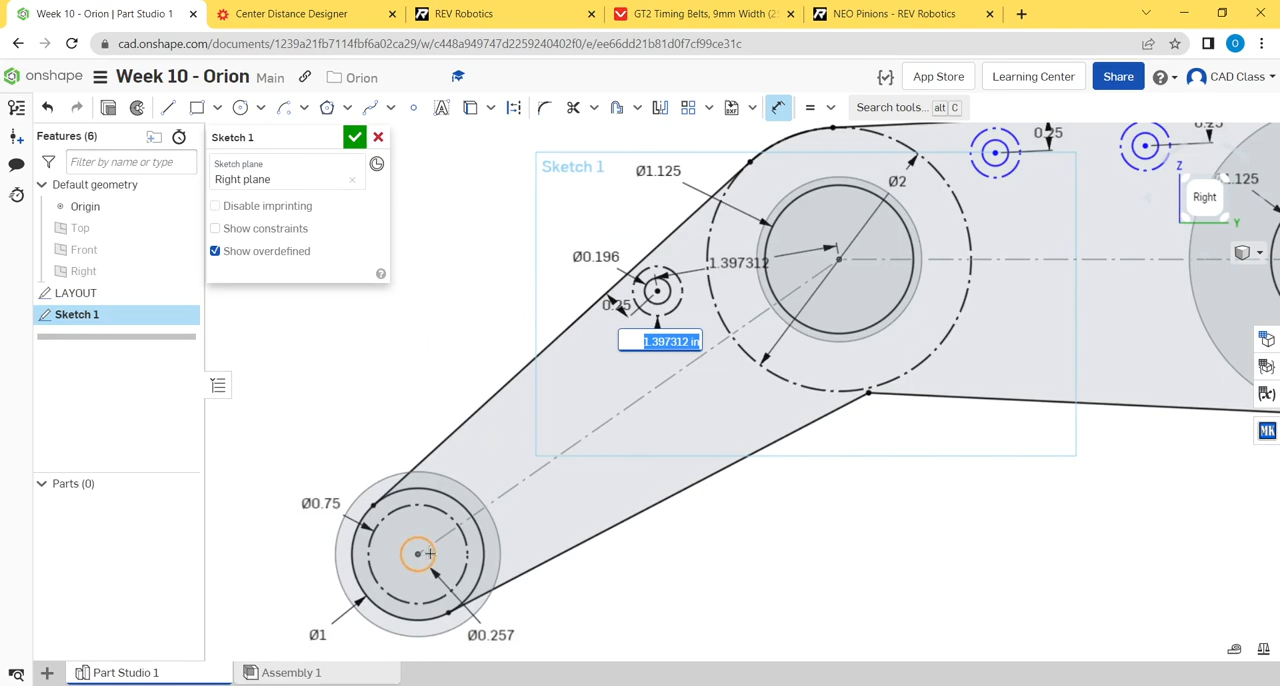 Week 10 - Orion | Part Studio 1
Center Distance Designer
REV Robotics
GT2 Timing Belts, 9mm Width (2
NEO Pinions - REV Robotics
cad.onshape.com/documents/1239a21fb7114fbf6a02ca29/w/c448a949747d2259240402f0/e/ee66dd21b81d0f7cf99ce31c
onshape
Week 10 - Orion
Main
Orion
App Store
Learning Center
Share
CAD Class
Search tools...
alt
C
Features (6)
Filter by name or type
Default geometry
Origin
Top
Front
Right
LAYOUT
Sketch 1
Parts (0)
Sketch 1
Sketch plane
Right plane
Disable imprinting
Show constraints
Show overdefined
Sketch 1
Ø1.125
Ø2
0.25
Z
Right
Y
Ø0.196
1.397312
0.25
1.397312 in
Ø0.75
Ø1
Ø0.257
(x)
MK
Part Studio 1
Assembly 1